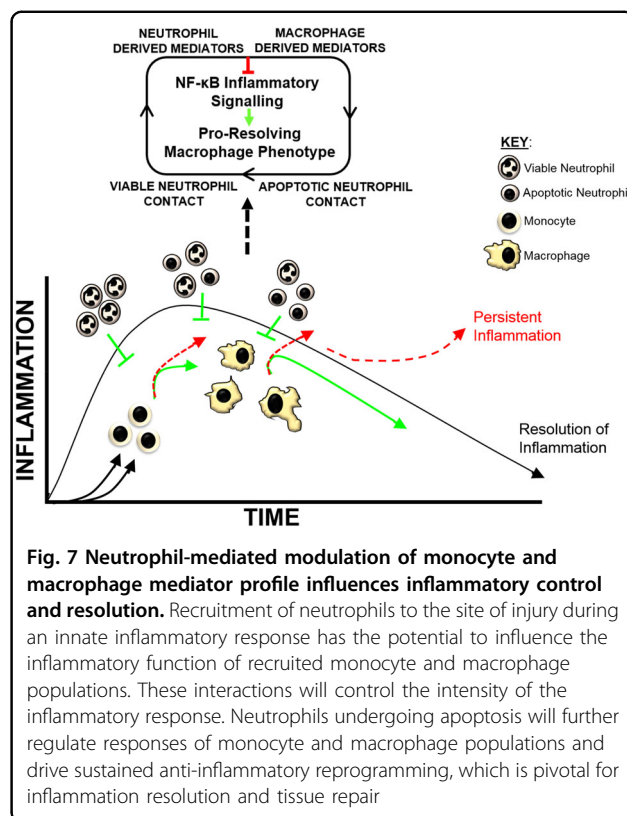 NEUTROPHIL MACROPHAGE
DERIVED MEDIATORS DERIVED MEDIATORS
NF-κB Inflammatory
Signalling
Pro-Resolving
Macrophage Phenotype
VIABLE NEUTROPHIL APOPTOTIC NEUTROPHIL
CONTACT CONTACT
KEY:
Viable Neutrophil
Apoptotic Neutrophi
Monocyte
Macrophage
INFLAMMATION
Persistent
Inflammation
Resolution of
Inflammation
TIME
Fig. 7 Neutrophil-mediated modulation of monocyte and
macrophage mediator profile influences inflammatory control
and resolution. Recruitment of neutrophils to the site of injury during
an innate inflammatory response has the potential to influence the
inflammatory function of recruited monocyte and macrophage
populations. These interactions will control the intensity of the
inflammatory response. Neutrophils undergoing apoptosis will further
regulate responses of monocyte and macrophage populations and
drive sustained anti-inflammatory reprogramming, which is pivotal for
inflammation resolution and tissue repair